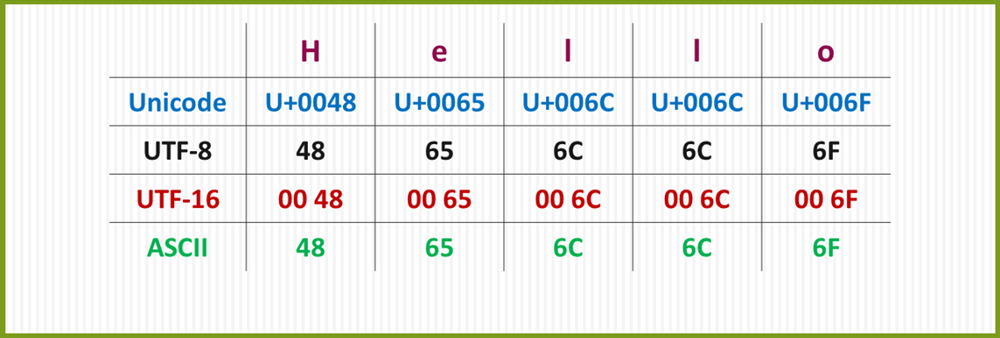 H e l l o
Unicode U+0048 U+0065 U+006C U+006C U+006F
UTF-8 48 65 6C 6C 6F
UTF-16 00 48 00 65 00 6C 00 6C 00 6F
ASCII 48 65 6C 6C 6F